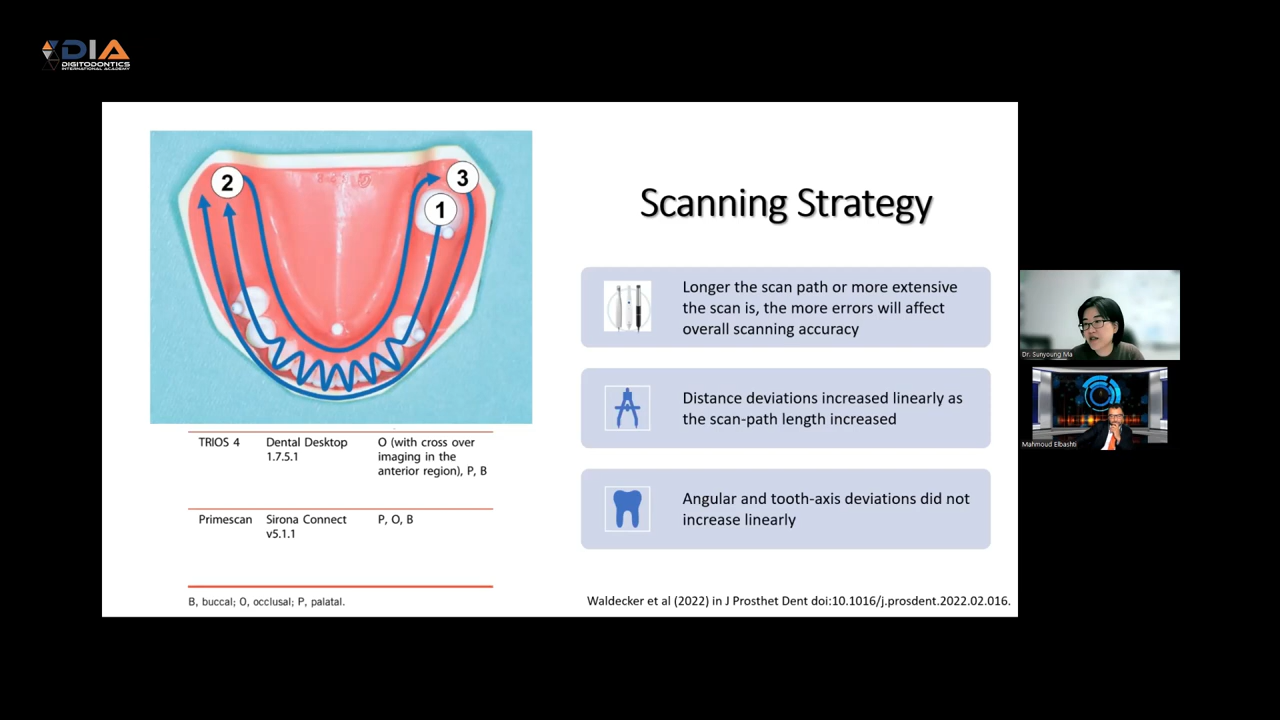 DIA
DIGITODONTICS
INTERNATIONAL ACADEMY
2
3
1
Scanning Strategy
Longer the scan path or more extensive
the scan is, the more errors will affect
overall scanning accuracy
Distance deviations increased linearly as
the scan-path length increased
Angular and tooth-axis deviations did not
increase linearly
TRIOS 4 Dental Desktop O (with cross over
1.7.5.1 imaging in the
anterior region), P, B
Primescan Sirona Connect P, O, B
v5.1.1
B, buccal; O, occlusal; P, palatal.
Waldecker et al (2022) in J Prosthet Dent doi:10.1016/j.prosdent.2022.02.016.
Dr. Sunyoung Ma
Mahmoud Elbashti